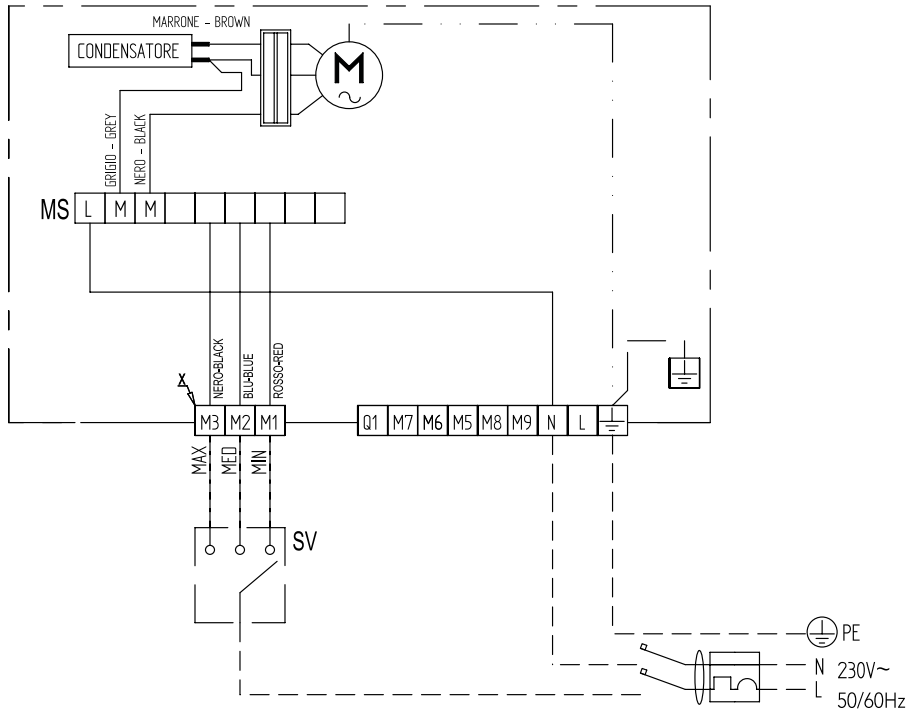 MARRONE - BROWN
CONDENSATORE
M
GRIGIO - GREY
NERO - BLACK
MS L M M
NERO-BLACK
BLU-BLUE
ROSSO-RED
X
M3 M2 M1
Q1 M7 M6 M5 M8 M9 N L
MAX
MED
MIN
SV
PE
N 230V~
L 50/60Hz